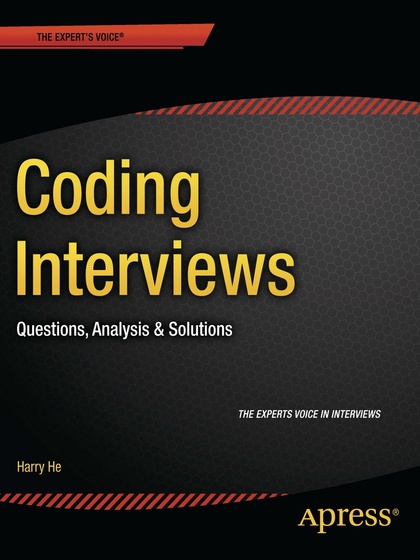 THE EXPERT'S VOICE®
Coding
Interviews
Questions, Analysis & Solutions
THE EXPERTS VOICE IN INTERVIEWS
Harry He
Apress®